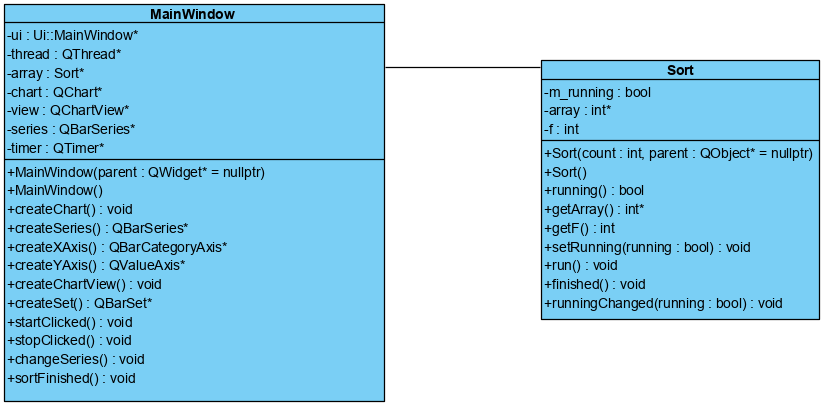 MainWindow
-ui : Ui::MainWindow*
-thread : QThread*
-array : Sort*
-chart : QChart*
-view : QChartView*
-series : QBarSeries*
-timer : QTimer*
+MainWindow(parent : QWidget* = nullptr)
+MainWindow()
+createChart() : void
+createSeries() : QBarSeries*
+createXAxis() : QBarCategoryAxis*
+createYAxis() : QValueAxis*
+createChartView() : void
+createSet() : QBarSet*
+startClicked() : void
+stopClicked() : void
+changeSeries() : void
+sortFinished() : void
Sort
-m_running : bool
-array : int*
-f : int
+Sort(count : int, parent : QObject* = nullptr)
+Sort()
+running() : bool
+getArray() : int*
+getF() : int
+setRunning(running : bool) : void
+run() : void
+finished() : void
+runningChanged(running : bool) : void